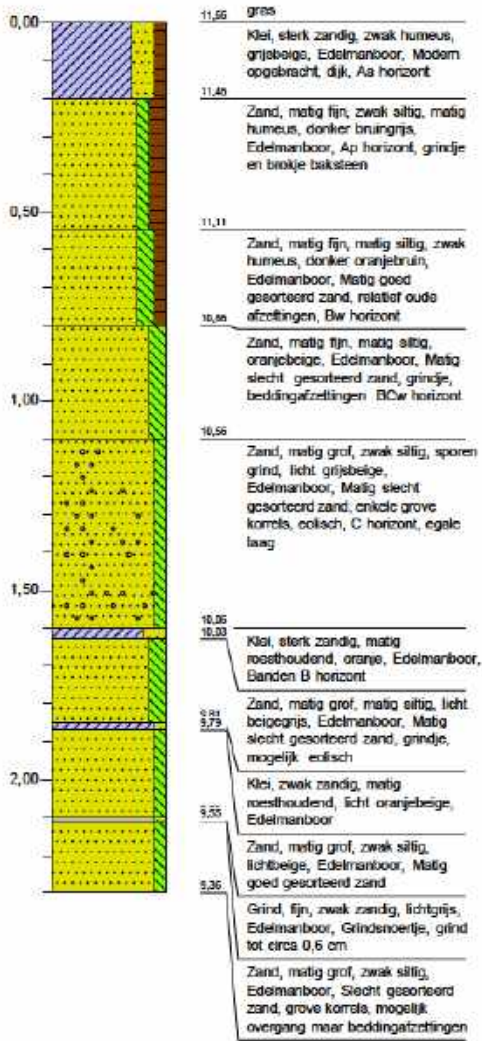 gras
0,00
11,66
Klei, sterk zandig, zwak humeus,
grijsbeige, Edelmanboor, Modern
opgebracht, dijk, Aa horizont
11,46
Zand, matig fijn, zwak siltig, matig
humeus, donker bruingrijs,
Edelmanboor, Ap horizont, grindje
en brokje baksteen
0,50
11,11
Zand, matig fijn, matig siltig, zwak
humeus, donker oranjebruin,
Edelmanboor, Matig goed
gesorteerd zand, relatief oude
afzettingen, Bw horizont
10,86
Zand, matig fijn, matig siltig,
oranjebeige, Edelmanboor, Matig
slecht gesorteerd zand, grindje,
beddingafzettingen BCw horizont
1,00
10,56
Zand, matig grof, zwak siltig, sporen
grind, licht grijsbeige,
Edelmanboor, Matig slecht
gesorteerd zand, enkele grove
korrels, eolisch, C horizont, egale
laag
1,50
10,06
10,03
Klei, sterk zandig, matig
roesthoudend, oranje, Edelmanboor,
Banden B horizont
9,81
9,79
Zand, matig grof, matig siltig, licht
beigegrijs, Edelmanboor, Matig
slecht gesorteerd zand, grindje,
mogelijk eolisch
2,00
Klei, zwak zandig, matig
roesthoudend, licht oranjebeige,
Edelmanboor
9,55
Zand, matig grof, zwak siltig,
lichtbeige, Edelmanboor, Matig
goed gesorteerd zand
9,36
Grind, fijn, zwak zandig, lichtgrijs,
Edelmanboor, Grindsnoertje, grind
tot circa 0,6 cm
Zand, matig grof, zwak siltig,
Edelmanboor, Slecht gesorteerd
zand, grove korrels, mogelijk
overgang maar beddingafzettingen